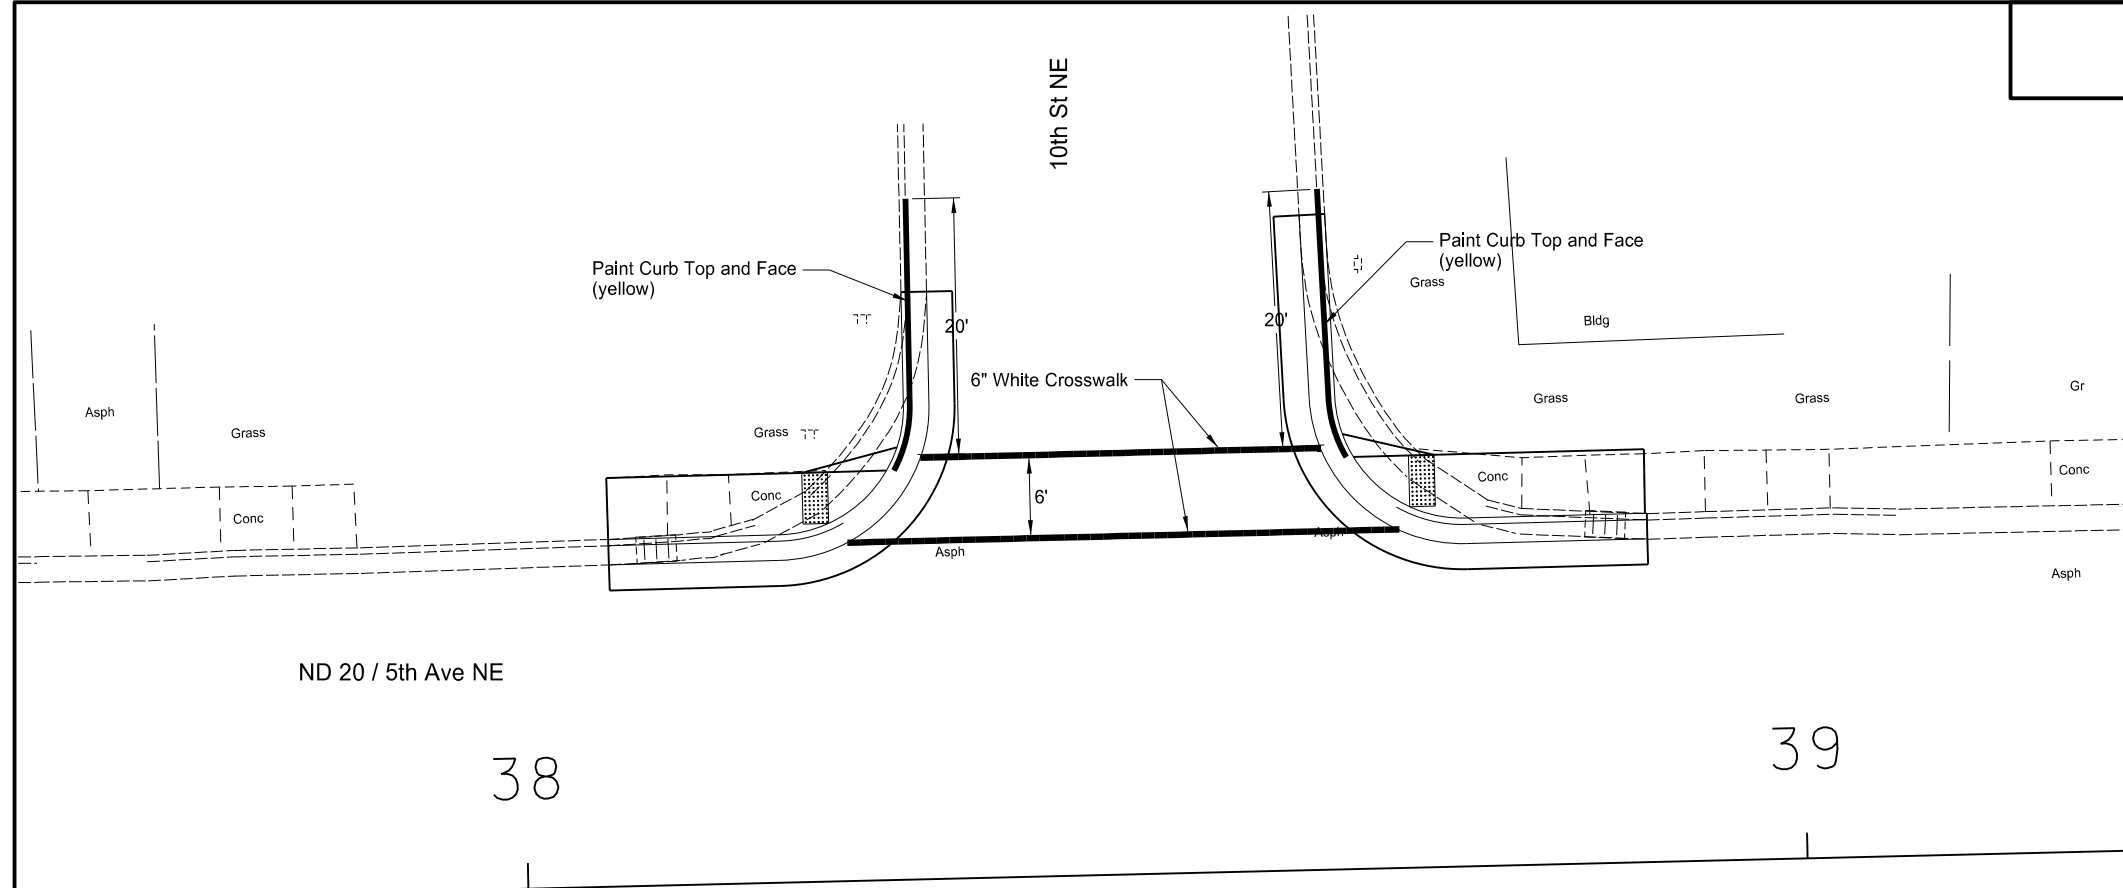 10th St NE
Paint Curb Top and Face
(yellow)
Paint Curb Top and Face
(yellow)
Grass
Bldg
20'
20'
6" White Crosswalk
Asph
Grass
Grass
Grass
Grass
Gr
Conc
Conc
6'
Conc
Conc
Asph
Asph
Asph
ND 20 / 5th Ave NE
38
39